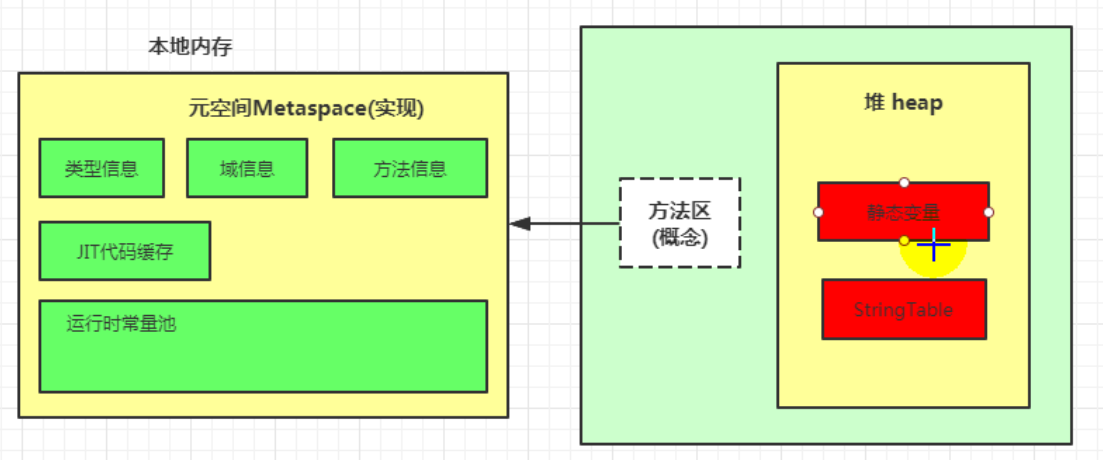 本地内存
元空间Metaspace(实现)
类型信息
域信息
方法信息
JIT代码缓存
运行时常量池
方法区
(概念)
堆 heap
静态变量
StringTable